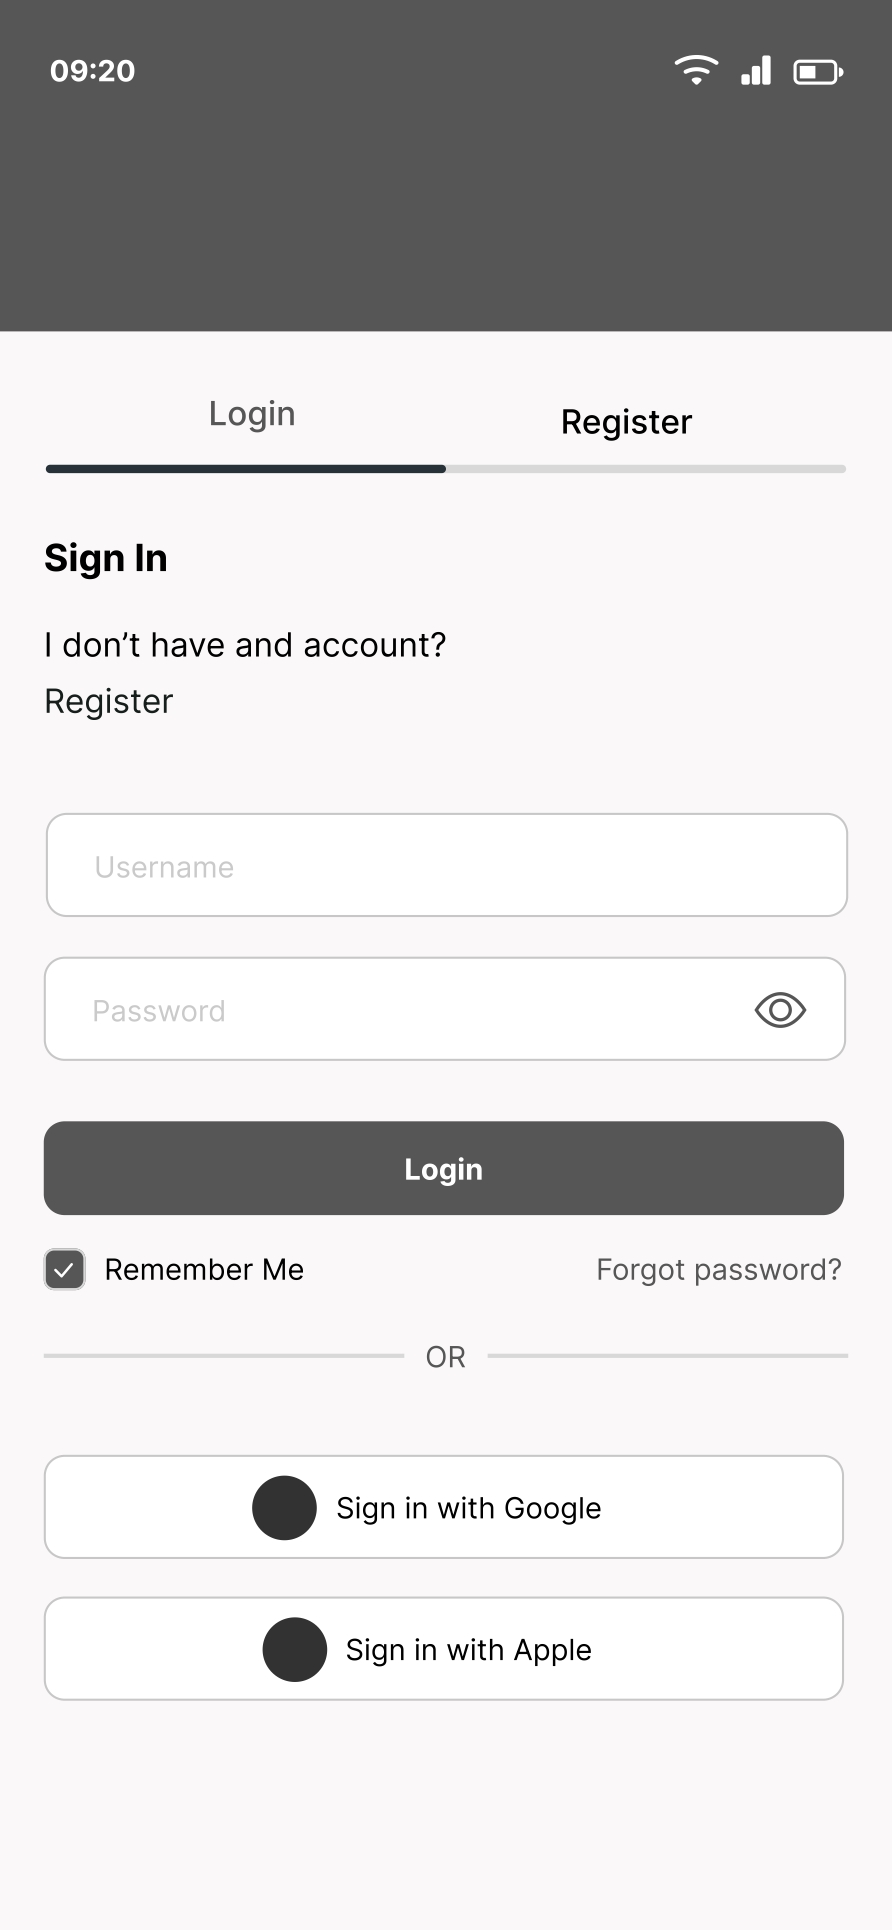 09:20
Login
Register
Sign In
I don’t have and account?
Register
Username
Password
Login
Remember Me
Forgot password?
OR
Sign in with Google
Sign in with Apple